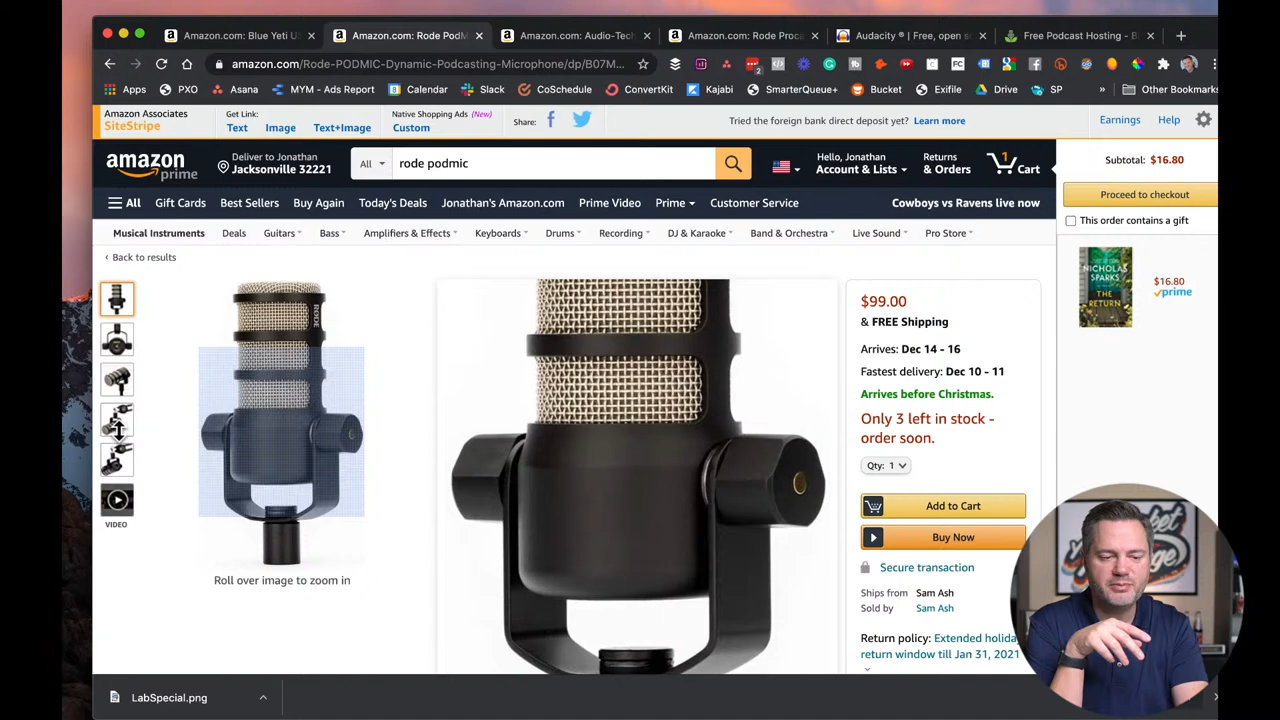 Amazon.com: Blue Yeti U
Amazon.com: Rode PodM
Amazon.com: Audio-Tech
Amazon.com: Rode Proca
Audacity ® | Free, open s
Free Podcast Hosting - B
amazon.com/Rode-PODMIC-Dynamic-Podcasting-Microphone/dp/B07M...
2
Apps
PXO
Asana
MYM - Ads Report
Calendar
Slack
CoSchedule
ConvertKit
Kajabi
SmarterQueue+
Bucket
Exifile
Drive
SP
»
Other Bookmarks
Amazon Associates
SiteStripe
Get Link:
Text
Image
Text+Image
Native Shopping Ads (New)
Custom
Share:
Tried the foreign bank direct deposit yet? Learn more
Earnings
Help
amazon
prime
Deliver to Jonathan
Jacksonville 32221
All
rode podmic
Hello, Jonathan
Account & Lists
Returns
& Orders
1
Cart
Subtotal: $16.80
Proceed to checkout
This order contains a gift
All
Gift Cards
Best Sellers
Buy Again
Today's Deals
Jonathan's Amazon.com
Prime Video
Prime
Customer Service
Cowboys vs Ravens live now
Musical Instruments
Deals
Guitars
Bass
Amplifiers & Effects
Keyboards
Drums
Recording
DJ & Karaoke
Band & Orchestra
Live Sound
Pro Store
‹ Back to results
RODE
VIDEO
Roll over image to zoom in
$99.00
& FREE Shipping
Arrives: Dec 14 - 16
Fastest delivery: Dec 10 - 11
Arrives before Christmas.
Only 3 left in stock -
order soon.
Qty: 1
Add to Cart
Buy Now
Secure transaction
Ships from Sam Ash
Sold by Sam Ash
Return policy: Extended holida
return window till Jan 31, 2021
NICHOLAS
SPARKS
THE
RETURN
$16.80
prime
LabSpecial.png